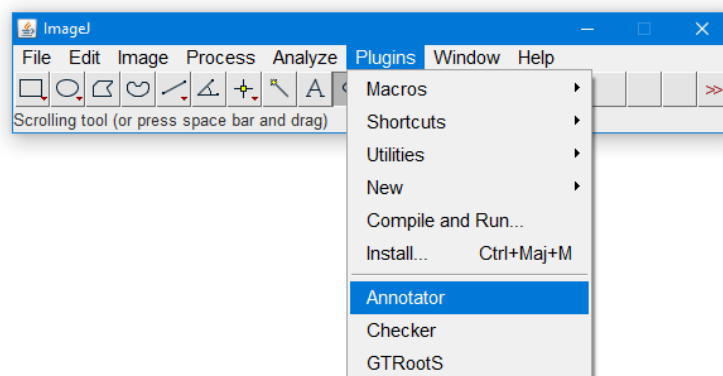 ImageJ
File Edit Image Process Analyze Plugins Window Help
A >>
Scrolling tool (or press space bar and drag)
Macros
Shortcuts
Utilities
New
Compile and Run...
Install... Ctrl+Maj+M
Annotator
Checker
GTRootS